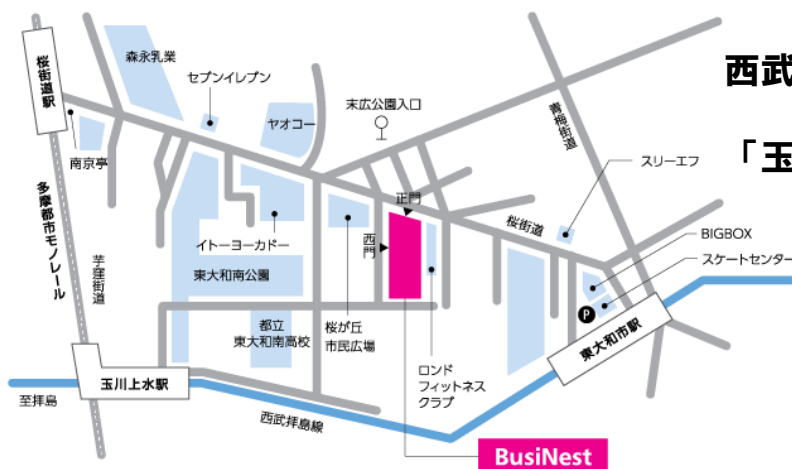 西武
「玉
桜街道駅
森永乳業
セブンイレブン
ヤオコー
末広公園入口
青梅街道
スリーエフ
南京亭
多摩都市モノレール
芋窪街道
イトーヨーカドー
西門
正門
桜街道
BIGBOX
スケートセンター
東大和南公園
P
東大和市駅
都立
東大和南高校
桜が丘
市民広場
ロンド
フィットネス
クラブ
玉川上水駅
至拝島
西武拝島線
BusiNest